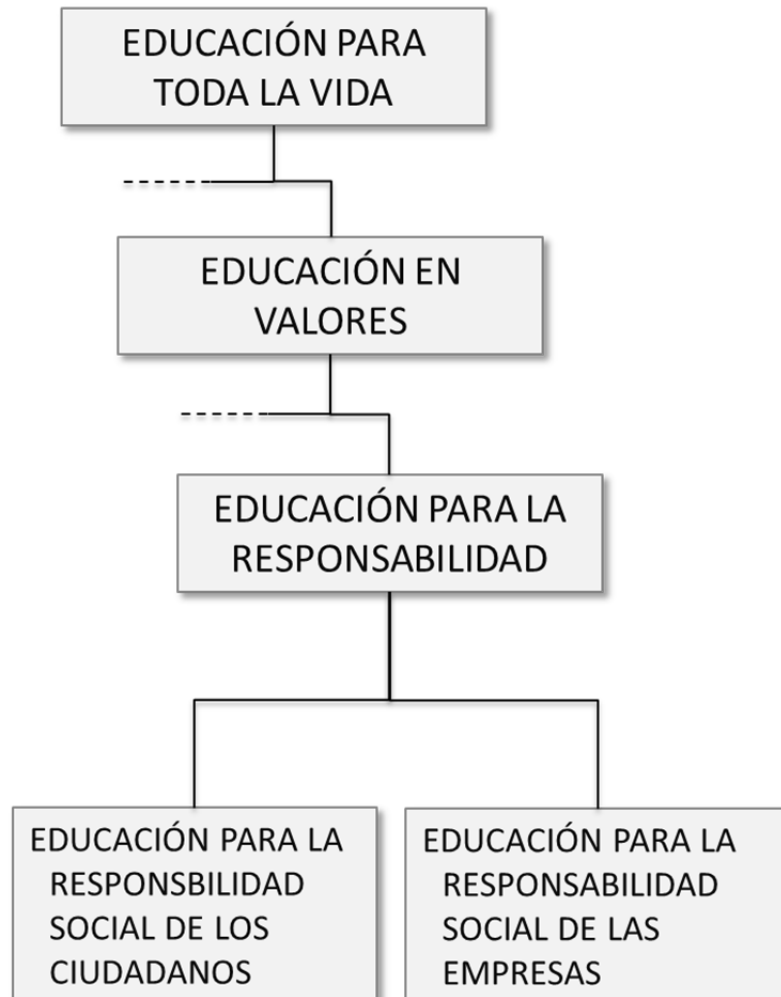 EDUCACIÓN PARA
TODA LA VIDA
EDUCACIÓN EN
VALORES
EDUCACIÓN PARA LA
RESPONSABILIDAD
EDUCACIÓN PARA LA
RESPONSBILIDAD
SOCIAL DE LOS
CIUDADANOS
EDUCACIÓN PARA LA
RESPONSABILIDAD
SOCIAL DE LAS
EMPRESAS